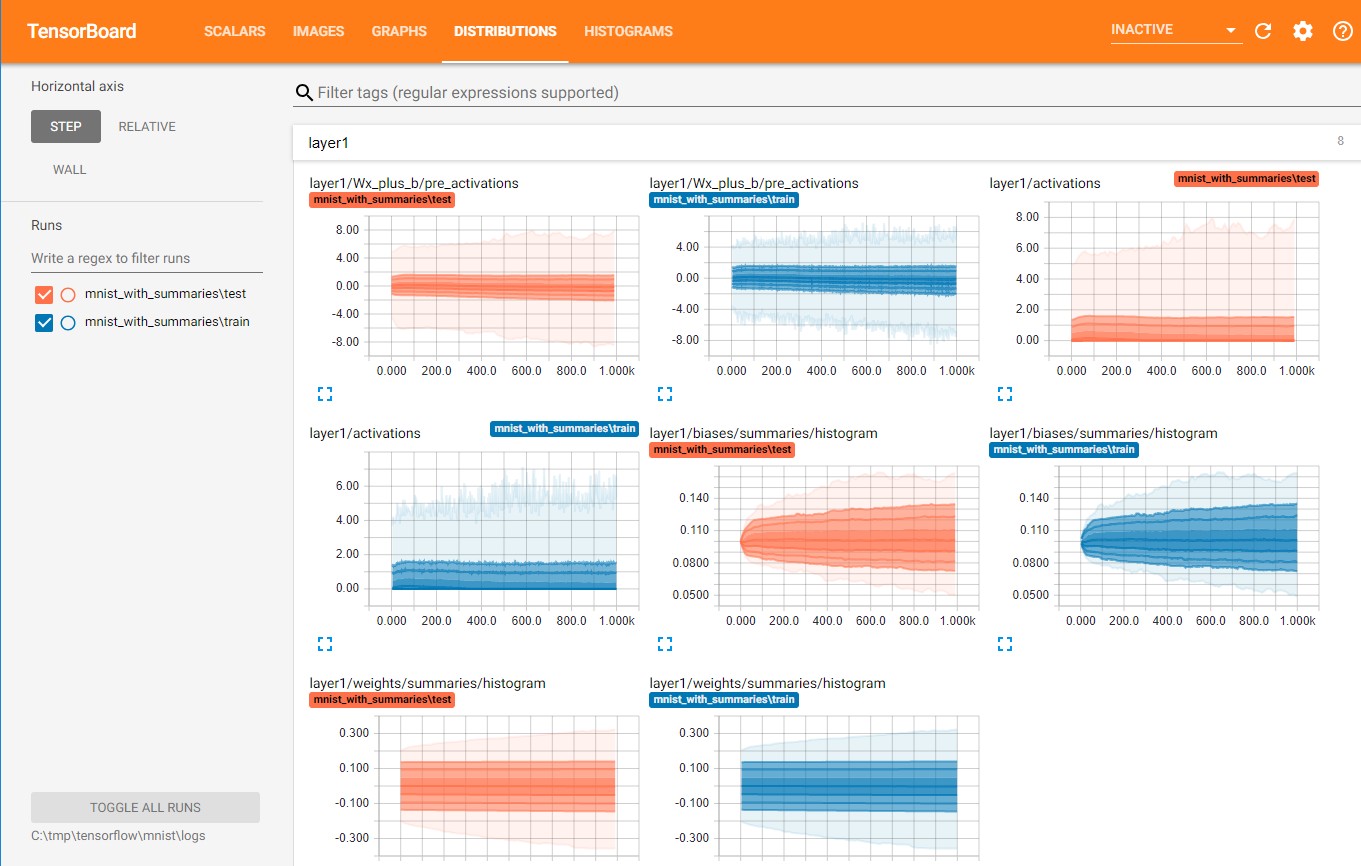 TensorBoard SCALARS IMAGES GRAPHS DISTRIBUTIONS HISTOGRAMS INACTIVE
Horizontal axis
STEP RELATIVE
WALL
Runs
Write a regex to filter runs
mnist_with_summaries\test
mnist_with_summaries\train
TOGGLE ALL RUNS
C:\tmp\tensorflow\mnist\logs
Filter tags (regular expressions supported)
layer1 8
layer1/Wx_plus_b/pre_activations
mnist_with_summaries\test
8.00
4.00
0.00
-4.00
-8.00
0.000 200.0 400.0 600.0 800.0 1.000k
layer1/Wx_plus_b/pre_activations
mnist_with_summaries\train
4.00
0.00
-4.00
-8.00
0.000 200.0 400.0 600.0 800.0 1.000k
layer1/activations mnist_with_summaries\test
8.00
6.00
4.00
2.00
0.00
0.000 200.0 400.0 600.0 800.0 1.000k
layer1/activations mnist_with_summaries\train
6.00
4.00
2.00
0.00
0.000 200.0 400.0 600.0 800.0 1.000k
layer1/biases/summaries/histogram
mnist_with_summaries\test
0.140
0.110
0.0800
0.0500
0.000 200.0 400.0 600.0 800.0 1.000k
layer1/biases/summaries/histogram
mnist_with_summaries\train
0.140
0.110
0.0800
0.0500
0.000 200.0 400.0 600.0 800.0 1.000k
layer1/weights/summaries/histogram
mnist_with_summaries\test
0.300
0.100
-0.100
-0.300
layer1/weights/summaries/histogram
mnist_with_summaries\train
0.300
0.100
-0.100
-0.300